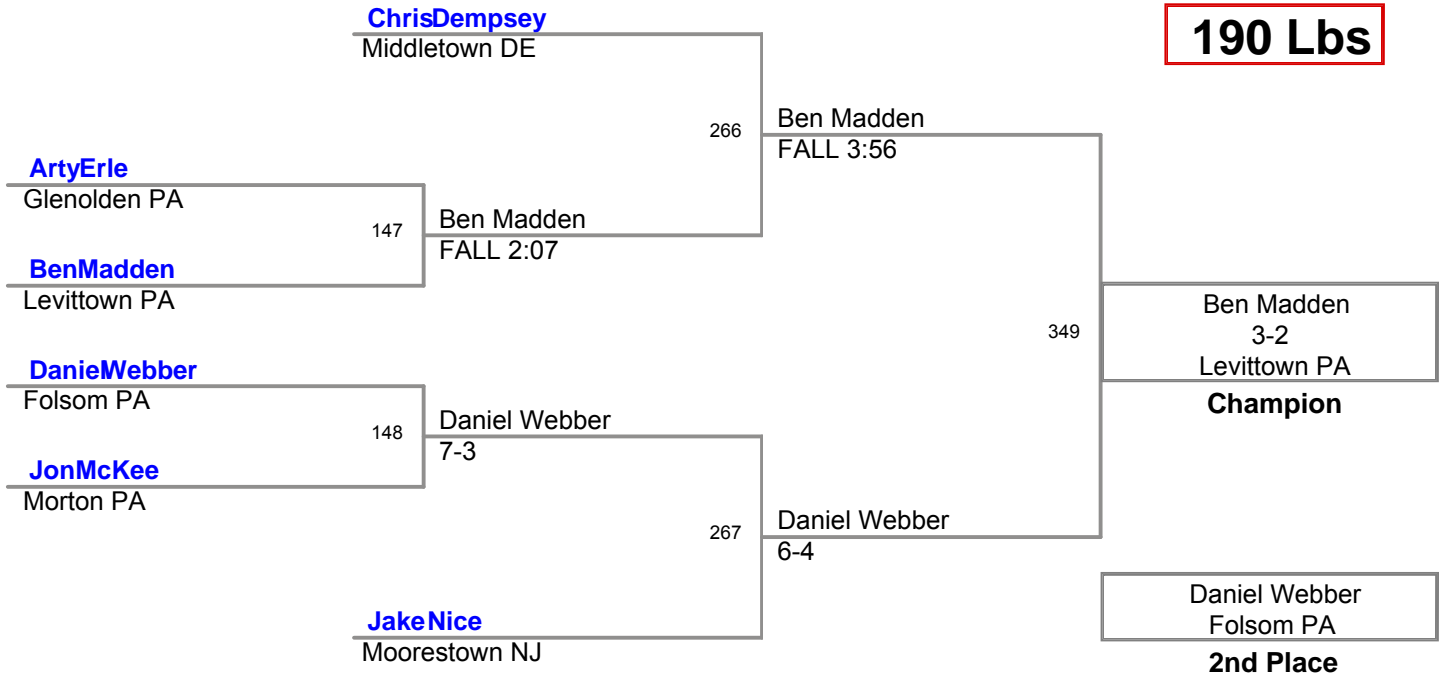 ChrisDempsey
Middletown DE
190 Lbs
266
Ben Madden
FALL 3:56
ArtyErle
Glenolden PA
147
Ben Madden
FALL 2:07
BenMadden
Levittown PA
349
Ben Madden
3-2
Levittown PA
Champion
DanielWebber
Folsom PA
148
Daniel Webber
7-3
JonMcKee
Morton PA
267
Daniel Webber
6-4
JakeNice
Moorestown NJ
Daniel Webber
Folsom PA
2nd Place